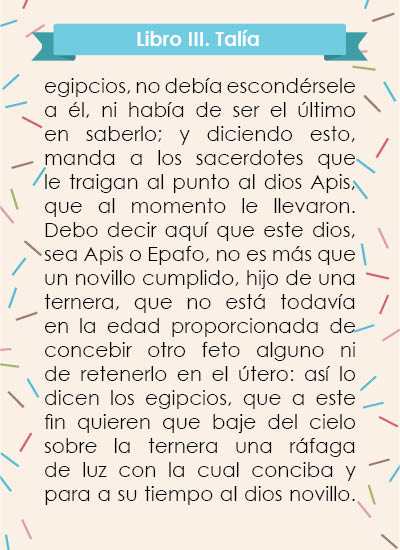 Libro III. Talía
egipcios, no debía escondérsele
a él, ni había de ser el último
en saberlo; y diciendo esto,
manda a los sacerdotes que
le traigan al punto al dios Apis,
que al momento le llevaron.
Debo decir aquí que este dios,
sea Apis o Epafo, no es más que
un novillo cumplido, hijo de una
ternera, que no está todavía
en la edad proporcionada de
concebir otro feto alguno ni
de retenerlo en el útero: así lo
dicen los egipcios, que a este
fin quieren que baje del cielo
sobre la ternera una ráfaga
de luz con la cual conciba y
para a su tiempo al dios novillo.